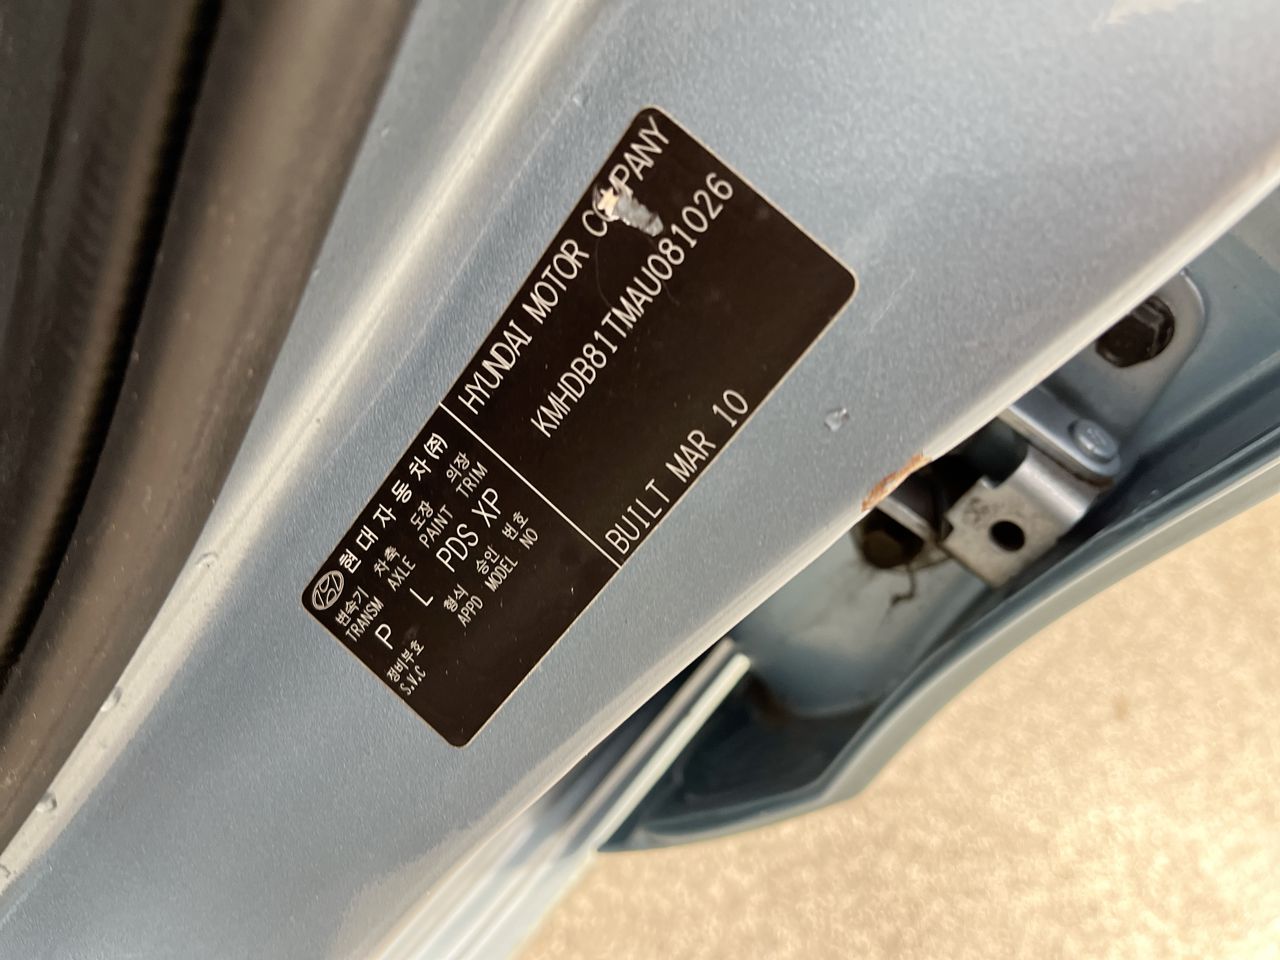 현대자동차(주)
HYUNDAI MOTOR COMPANY
변속기 차축 도장 의장
TRANSM AXLE PAINT TRIM
P L PDS XP
KMHDB81TMAU081026
정비부호 형식 승인 번호
S.V.C APPD MODEL NO
BUILT MAR 10